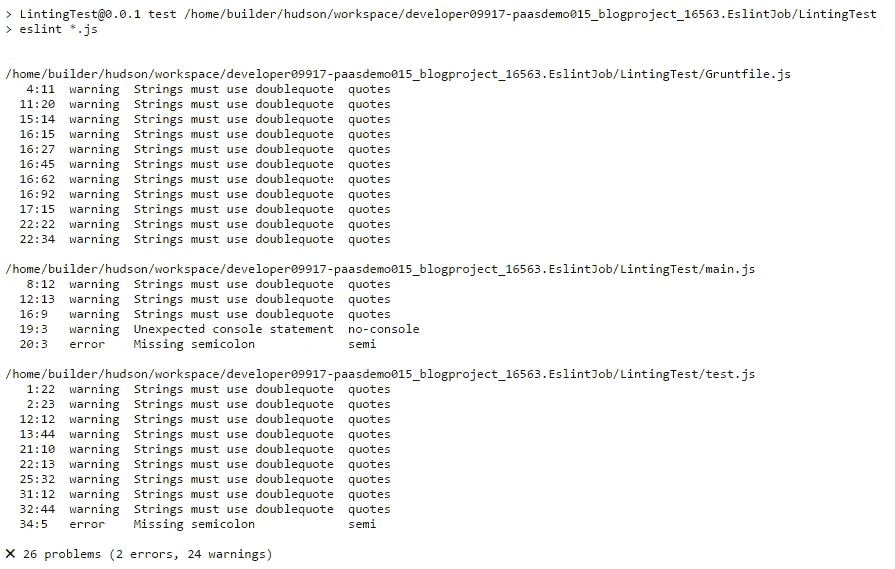 > LintingTest@0.0.1 test /home/builder/hudson/workspace/developer09917-paasdemo015_blogproject_16563.EslintJob/LintingTest
> eslint *.js
/home/builder/hudson/workspace/developer09917-paasdemo015_blogproject_16563.EslintJob/LintingTest/Gruntfile.js
4:11 warning Strings must use doublequote quotes
11:20 warning Strings must use doublequote quotes
15:14 warning Strings must use doublequote quotes
16:15 warning Strings must use doublequote quotes
16:27 warning Strings must use doublequote quotes
16:45 warning Strings must use doublequote quotes
16:62 warning Strings must use doublequote quotes
16:92 warning Strings must use doublequote quotes
17:15 warning Strings must use doublequote quotes
22:22 warning Strings must use doublequote quotes
22:34 warning Strings must use doublequote quotes
/home/builder/hudson/workspace/developer09917-paasdemo015_blogproject_16563.EslintJob/LintingTest/main.js
8:12 warning Strings must use doublequote quotes
12:13 warning Strings must use doublequote quotes
16:9 warning Strings must use doublequote quotes
19:3 warning Unexpected console statement no-console
20:3 error Missing semicolon semi
/home/builder/hudson/workspace/developer09917-paasdemo015_blogproject_16563.EslintJob/LintingTest/test.js
1:22 warning Strings must use doublequote quotes
2:23 warning Strings must use doublequote quotes
12:12 warning Strings must use doublequote quotes
13:44 warning Strings must use doublequote quotes
21:10 warning Strings must use doublequote quotes
22:13 warning Strings must use doublequote quotes
25:32 warning Strings must use doublequote quotes
31:12 warning Strings must use doublequote quotes
32:44 warning Strings must use doublequote quotes
34:5 error Missing semicolon semi
✕ 26 problems (2 errors, 24 warnings)